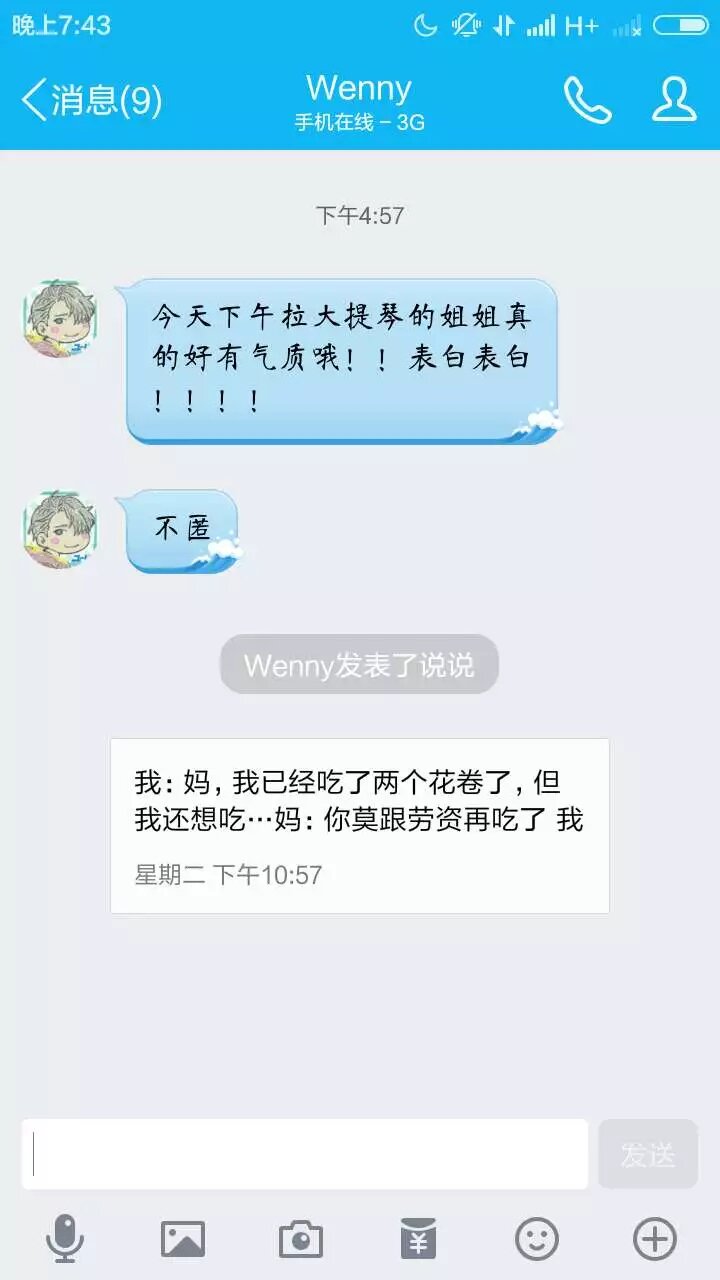 晚上7:43
H+
消息(9)
Wenny
手机在线 – 3G
下午4:57
今天下午拉大提琴的姐姐真
的好有气质哦！！表白表白
！！！！
不匿
Wenny发表了说说
我: 妈, 我已经吃了两个花卷了, 但
我还想吃…妈: 你莫跟劳资再吃了 我
星期二 下午10:57
发送
¥